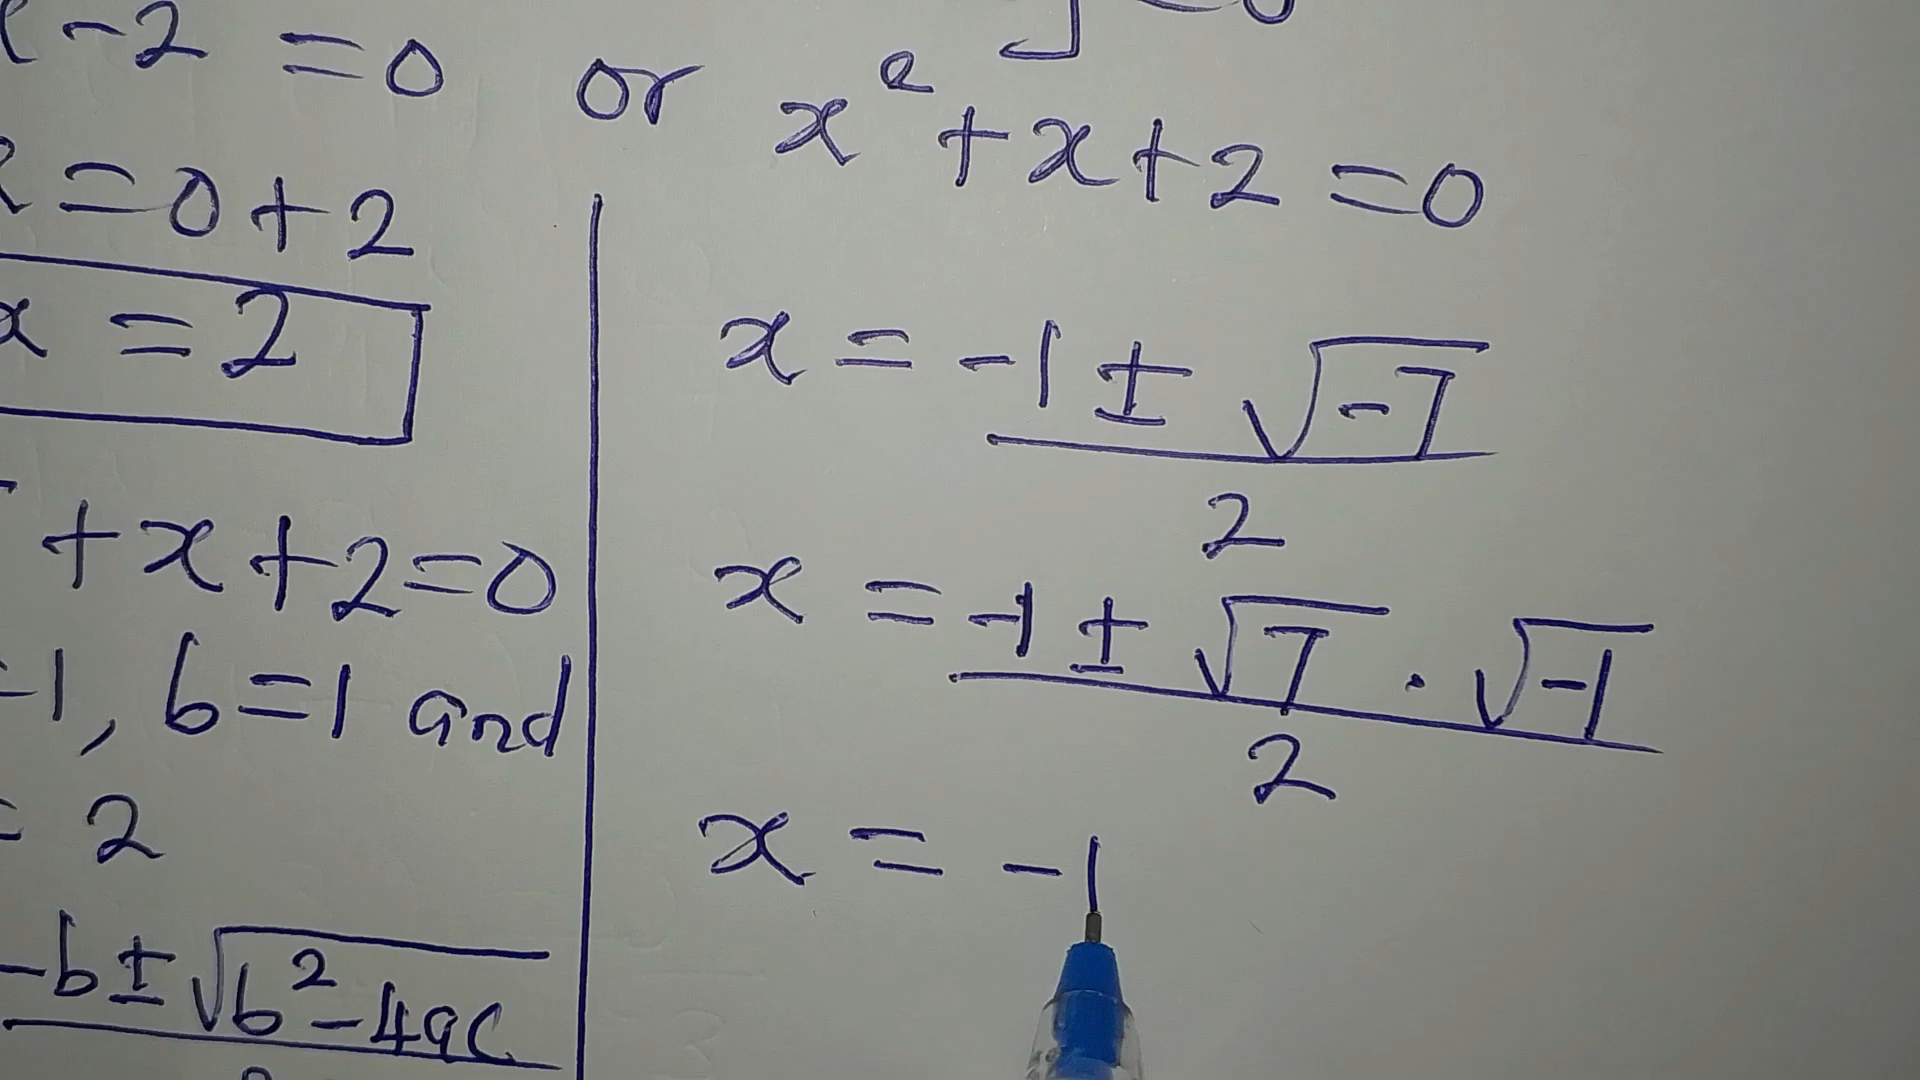 x - 2 = 0 or x² + x + 2 = 0
x = 0 + 2
x = 2
+ x + 2 = 0
= 1, b = 1 and
= 2
-b ± √b² - 4ac
x = -1 ± √-7
2
x = -1 ± √7 . √-1
2
x = -1